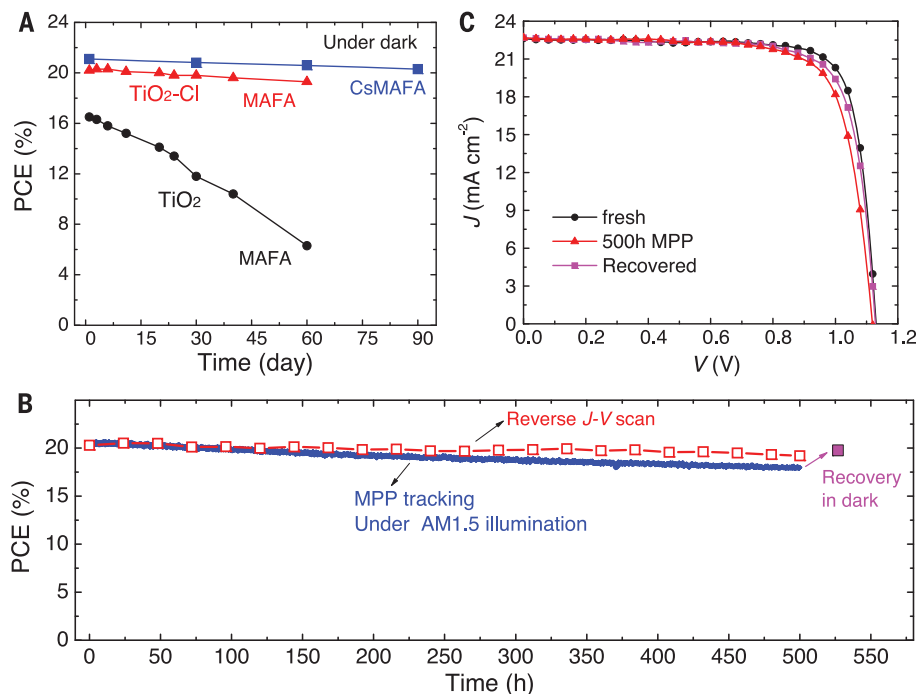 A
24
20
16
12
8
4
0
PCE (%)
Under dark
CsMAFA
TiO2-Cl
MAFA
TiO2
MAFA
0 15 30 45 60 75 90
Time (day)
C
24
21
18
15
12
9
6
3
0
J (mA cm-2)
fresh
500h MPP
Recovered
0.0 0.2 0.4 0.6 0.8 1.0 1.2
V (V)
B
20
15
10
5
0
PCE (%)
Reverse J-V scan
MPP tracking
Under AM1.5 illumination
Recovery
in dark
0 50 100 150 200 250 300 350 400 450 500 550
Time (h)